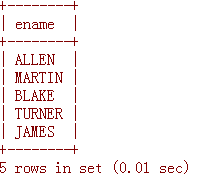 +--------+
| ename  |
+--------+
| ALLEN  |
| MARTIN |
| BLAKE  |
| TURNER |
| JAMES  |
+--------+
5 rows in set (0.01 sec)